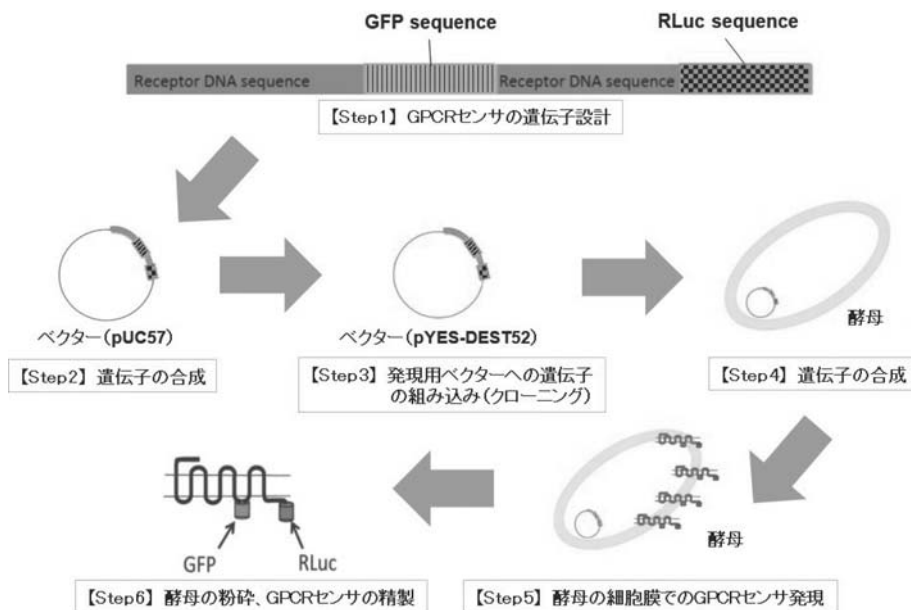 GFP sequence
RLuc sequence
Receptor DNA sequence
Receptor DNA sequence
【Step1】GPCRセンサの遺伝子設計
ベクター(pUC57)
ベクター(pYES-DEST52)
酵母
【Step2】遺伝子の合成
【Step3】発現用ベクターへの遺伝子
の組み込み(クローニング)
【Step4】遺伝子の合成
GFP
RLuc
酵母
【Step6】酵母の粉砕、GPCRセンサの精製
【Step5】酵母の細胞膜でのGPCRセンサ発現